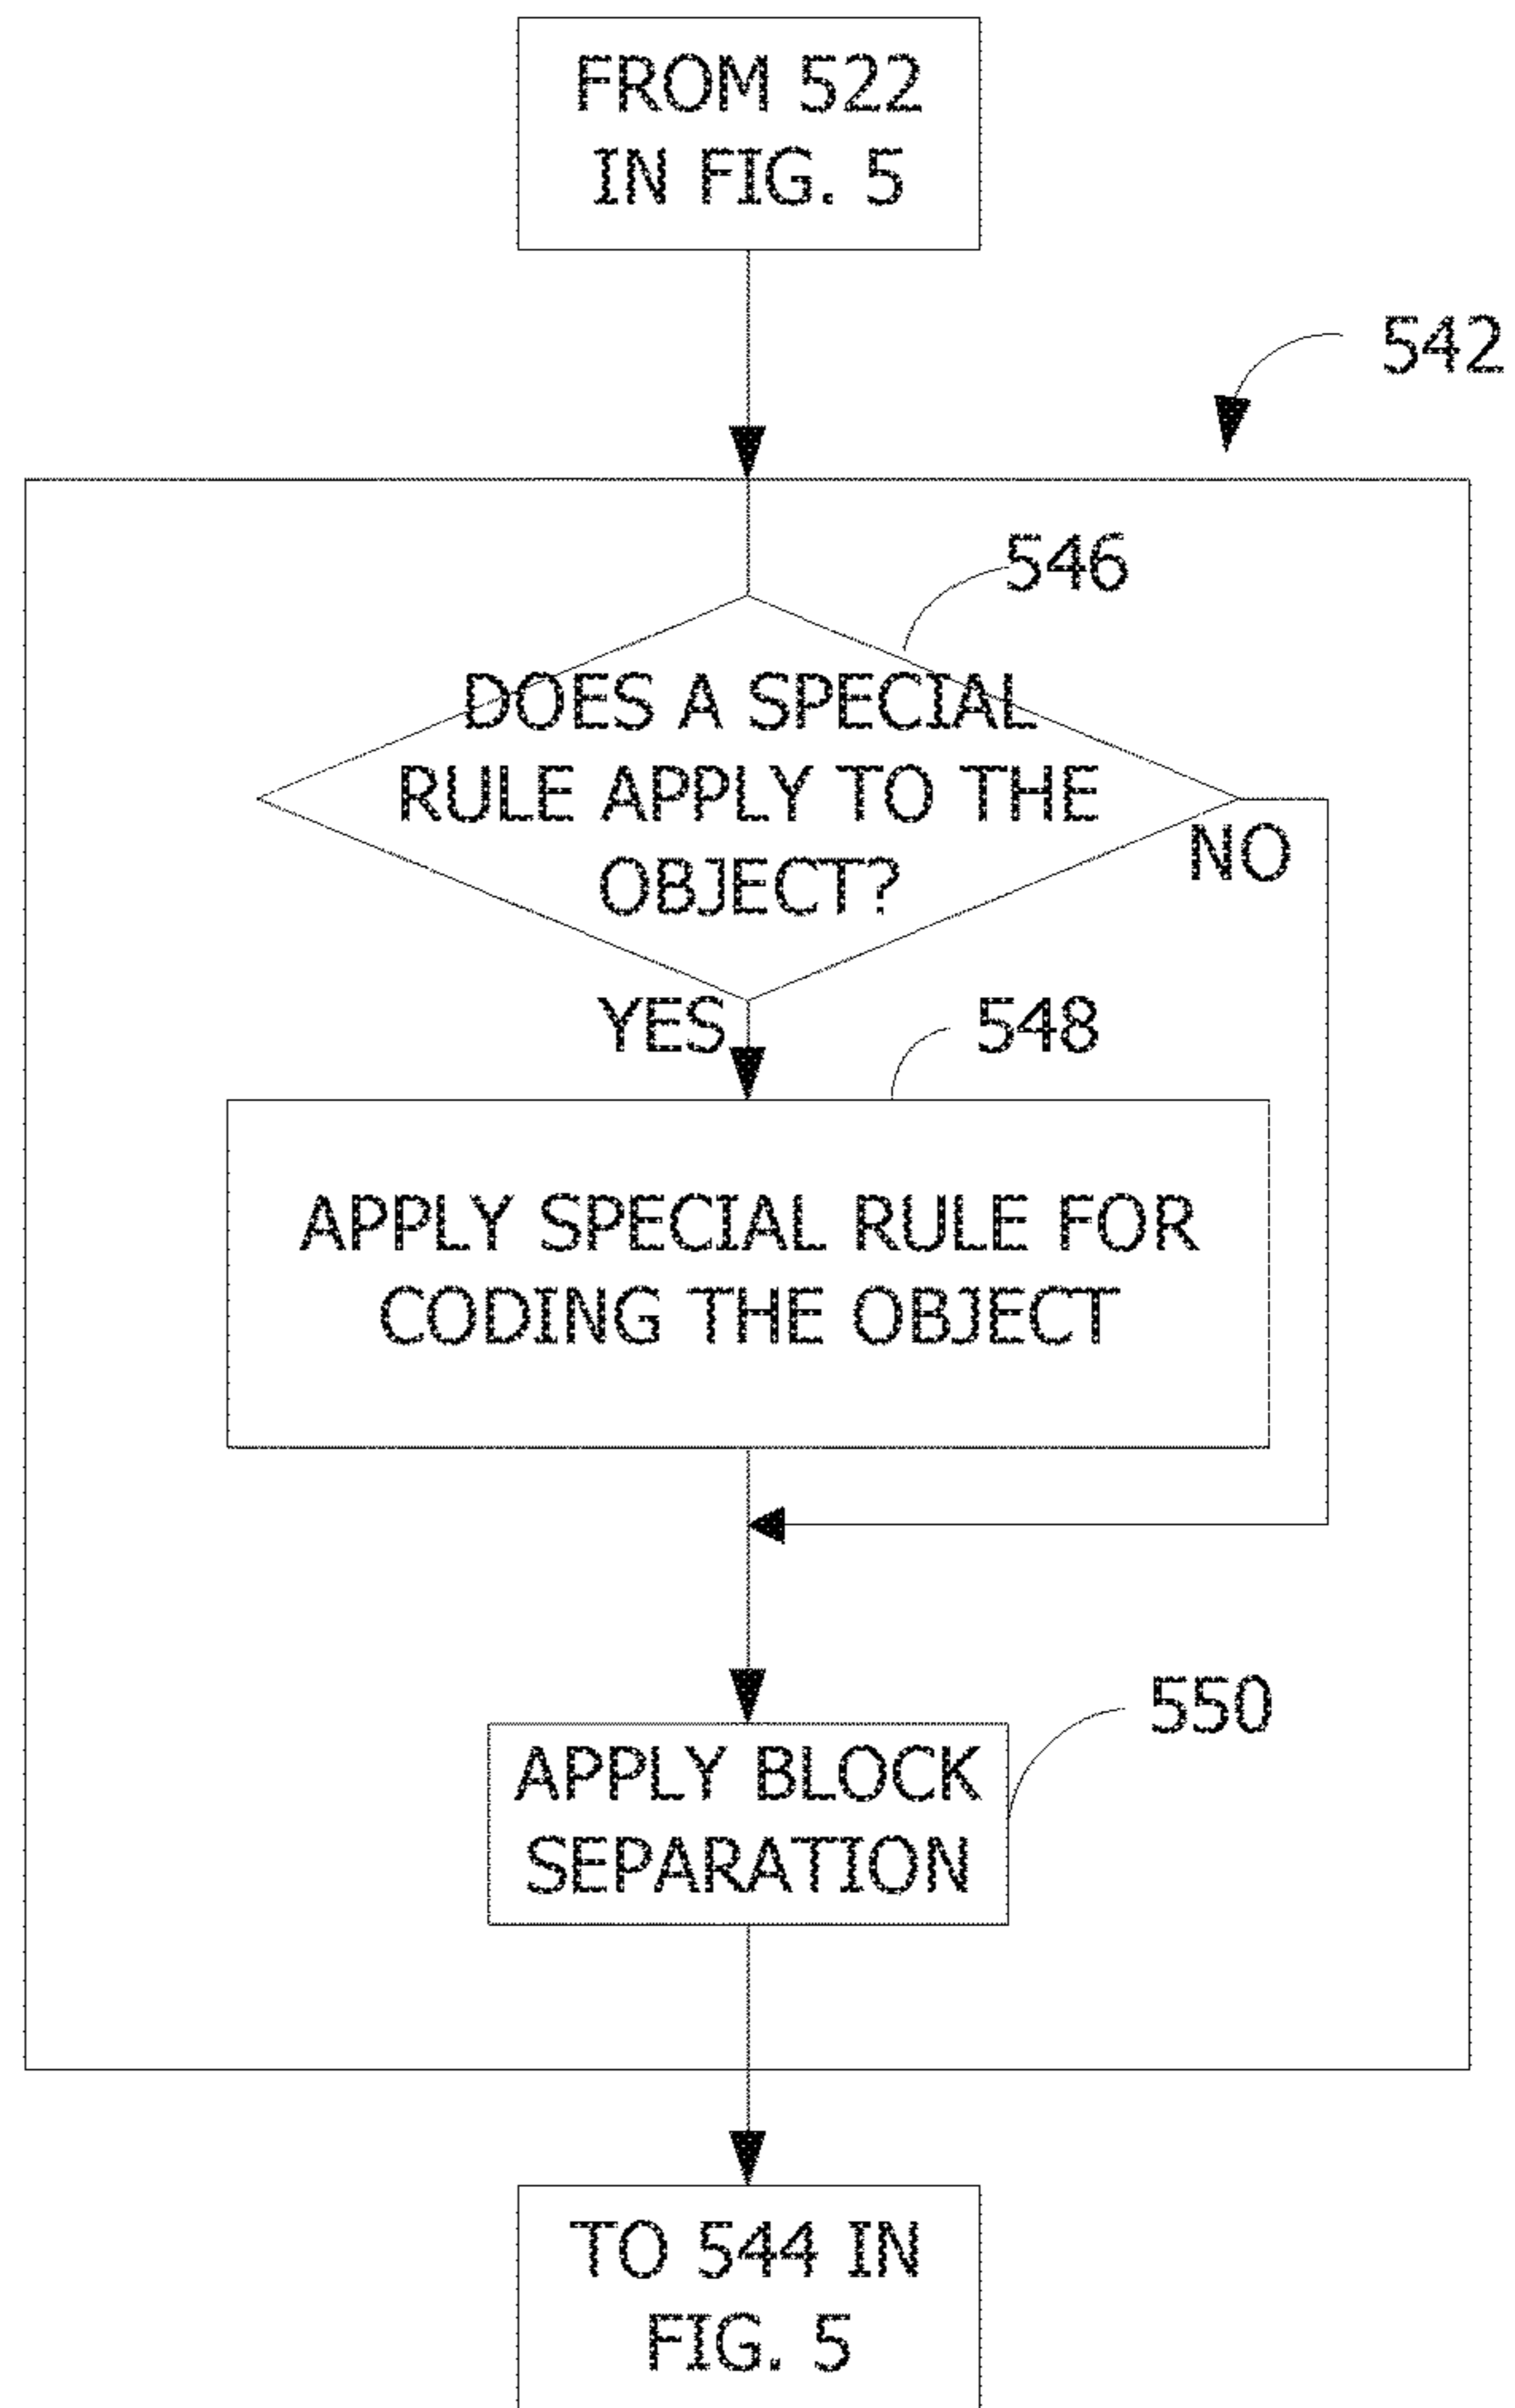 FROM 522
IN FIG. 5
542
546
DOES A SPECIAL
RULE APPLY TO THE
OBJECT?
NO
YES
548
APPLY SPECIAL RULE FOR
CODING THE OBJECT
550
APPLY BLOCK
SEPARATION
TO 544 IN
FIG. 5